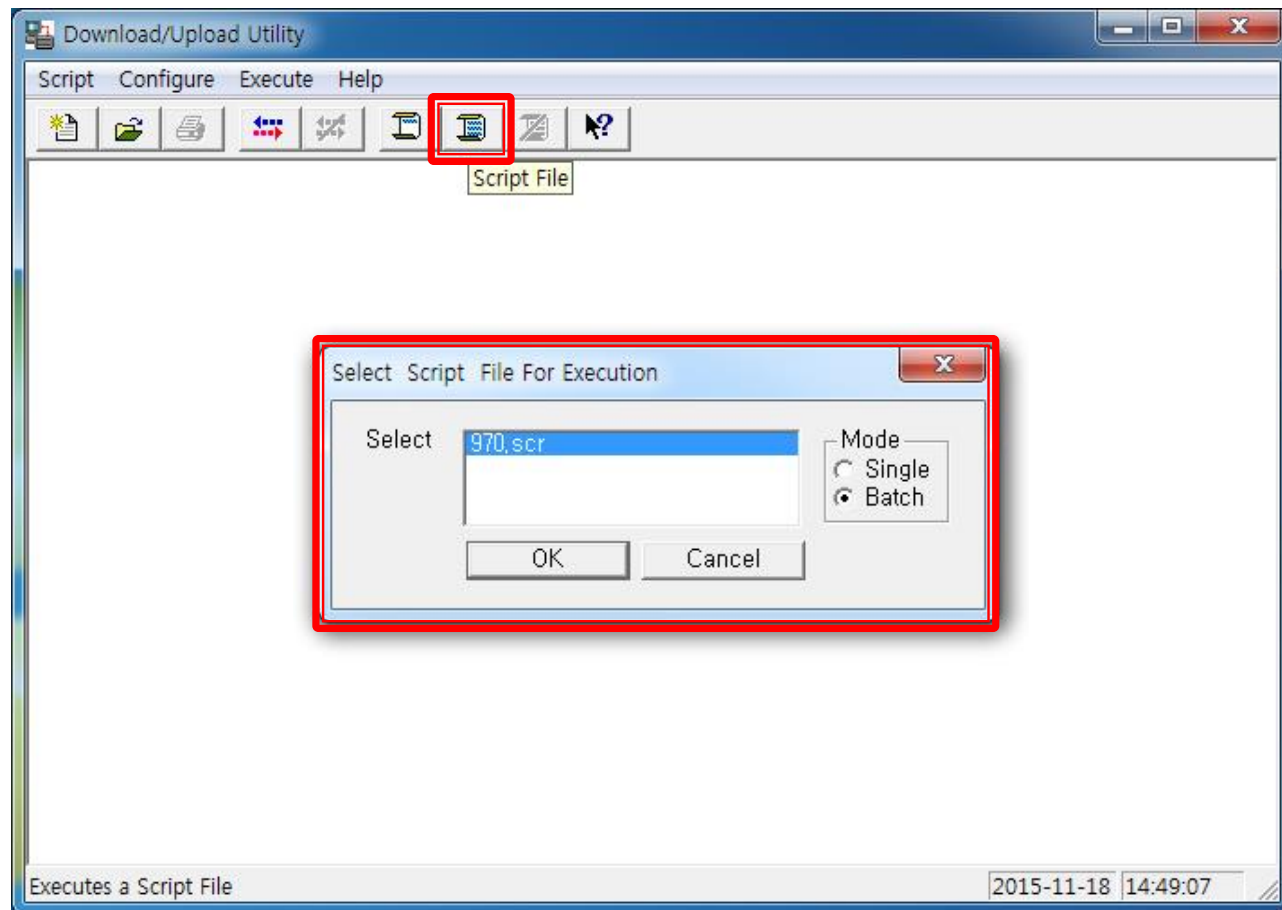 Download/Upload Utility
Script Configure Execute Help
Script File
Select Script File For Execution
Select
970,scr
Mode
Single
Batch
OK
Cancel
Executes a Script File
2015-11-18
14:49:07